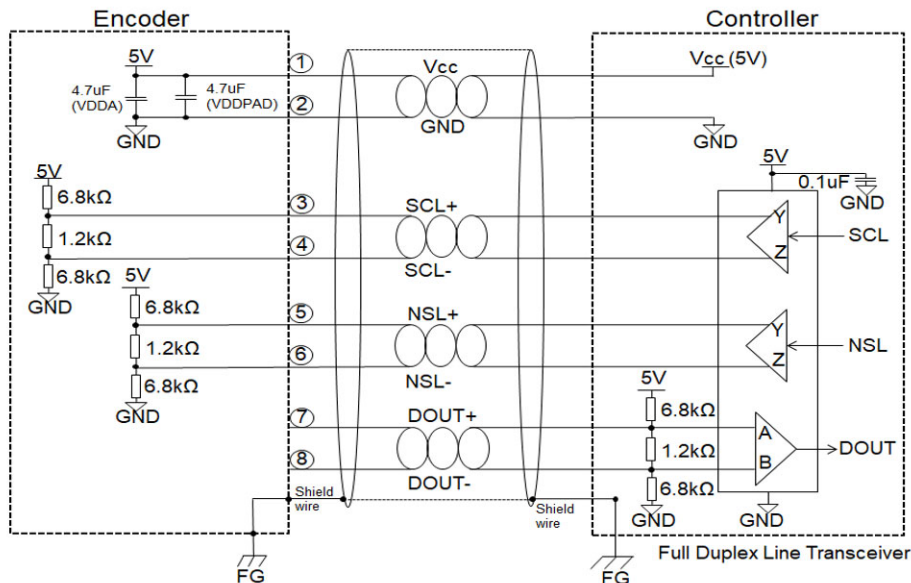 Encoder
Controller
5V
4.7uF
(VDDA)
4.7uF
(VDDPAD)
GND
①
②
Vcc
GND
Vcc (5V)
GND
5V
0.1uF
GND
5V
6.8kΩ
1.2kΩ
6.8kΩ
GND
③
④
SCL+
SCL-
Y
Z
SCL
5V
6.8kΩ
1.2kΩ
6.8kΩ
GND
⑤
⑥
NSL+
NSL-
Y
Z
NSL
⑦
⑧
DOUT+
DOUT-
5V
6.8kΩ
1.2kΩ
6.8kΩ
GND
A
B
DOUT
GND
Shield
wire
Shield
wire
FG
FG
Full Duplex Line Transceiver